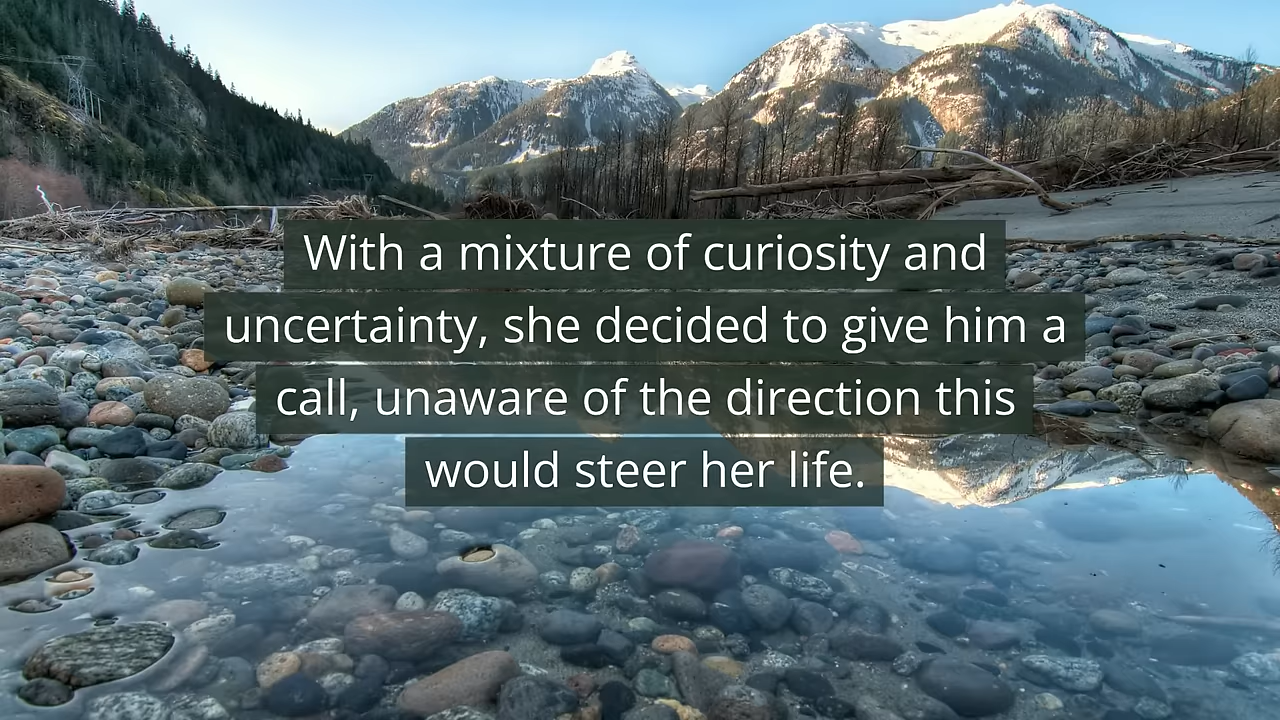 With a mixture of curiosity and
uncertainty, she decided to give him a
call, unaware of the direction this
would steer her life.